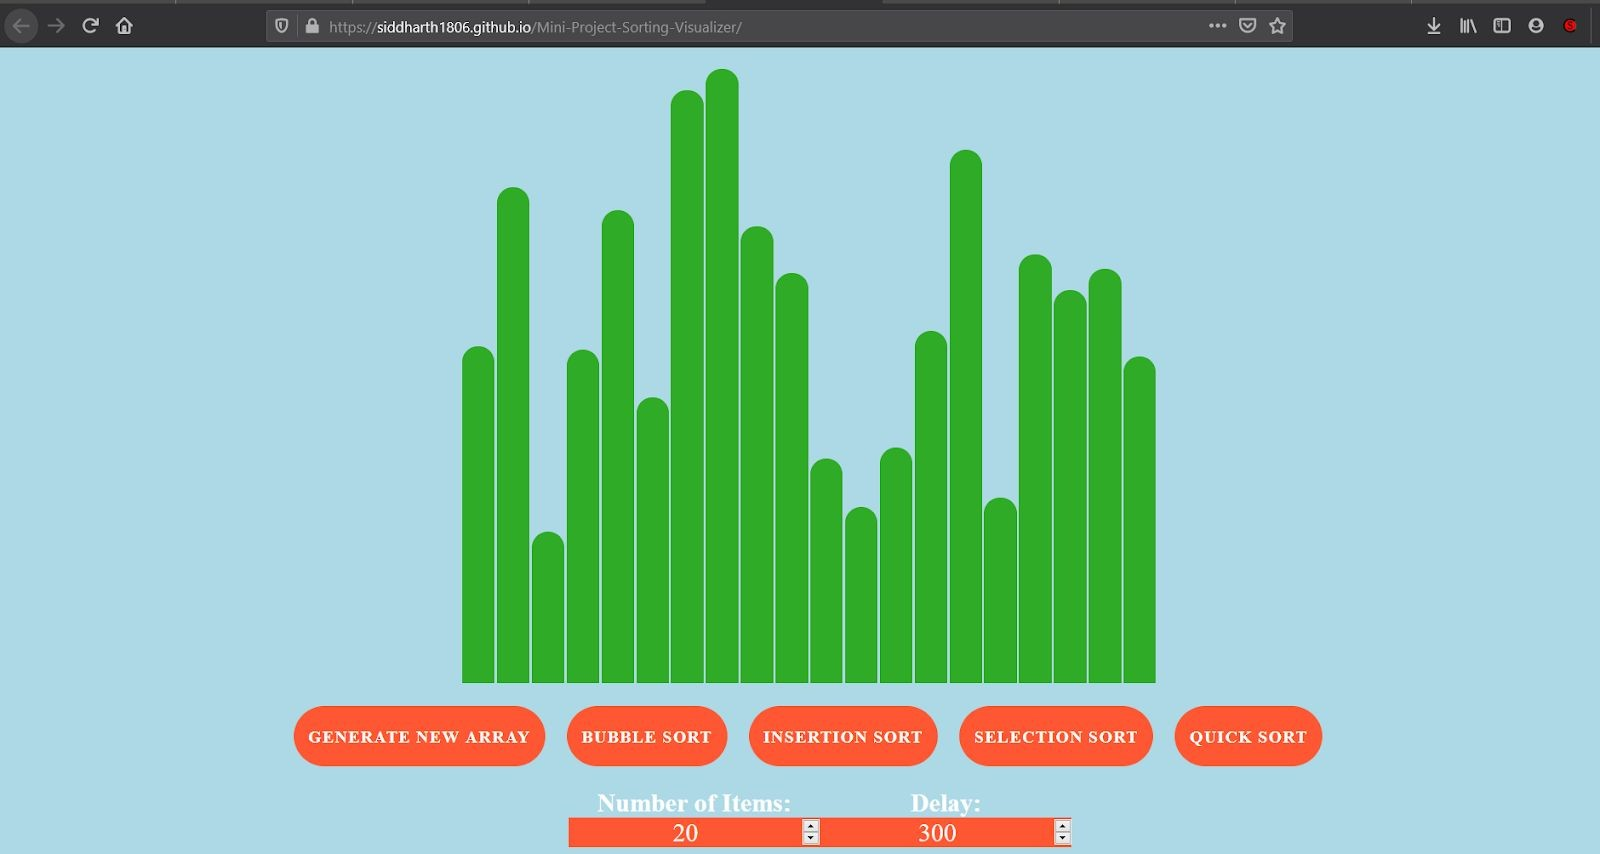 https://siddharth1806.github.io/Mini-Project-Sorting-Visualizer/
GENERATE NEW ARRAY BUBBLE SORT INSERTION SORT SELECTION SORT QUICK SORT
Number of Items: Delay:
20 300